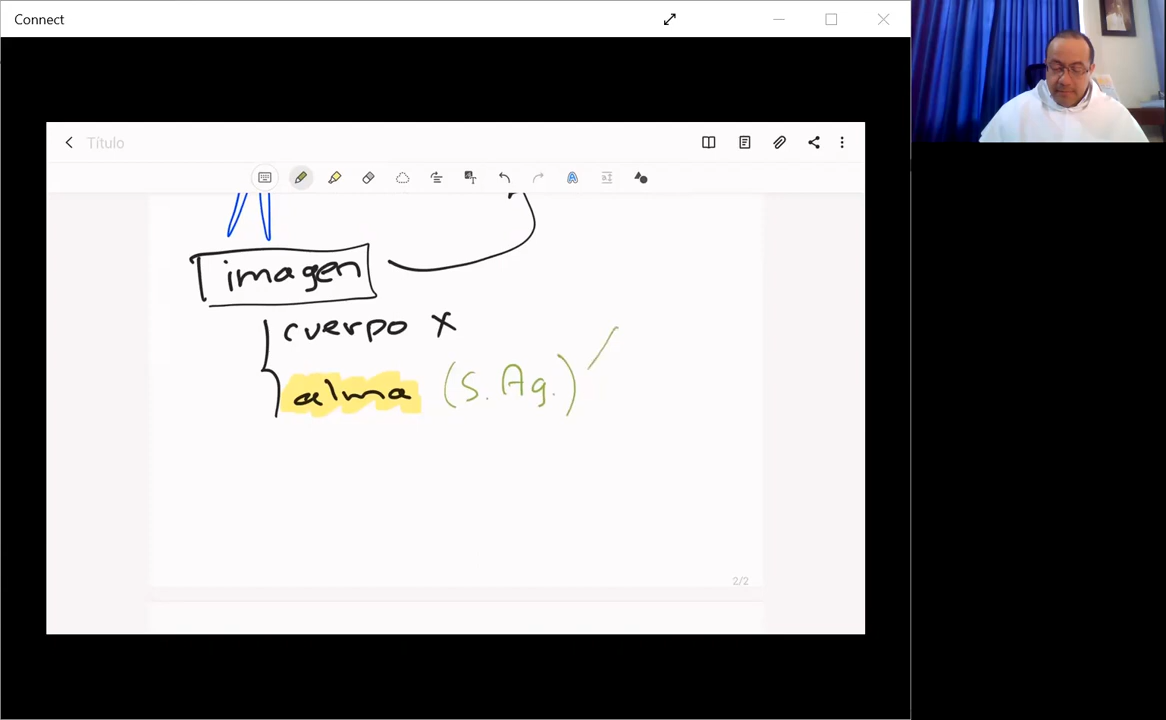 Connect
Título
imagen
cuerpo x
alma (S. Ag.)
2/2